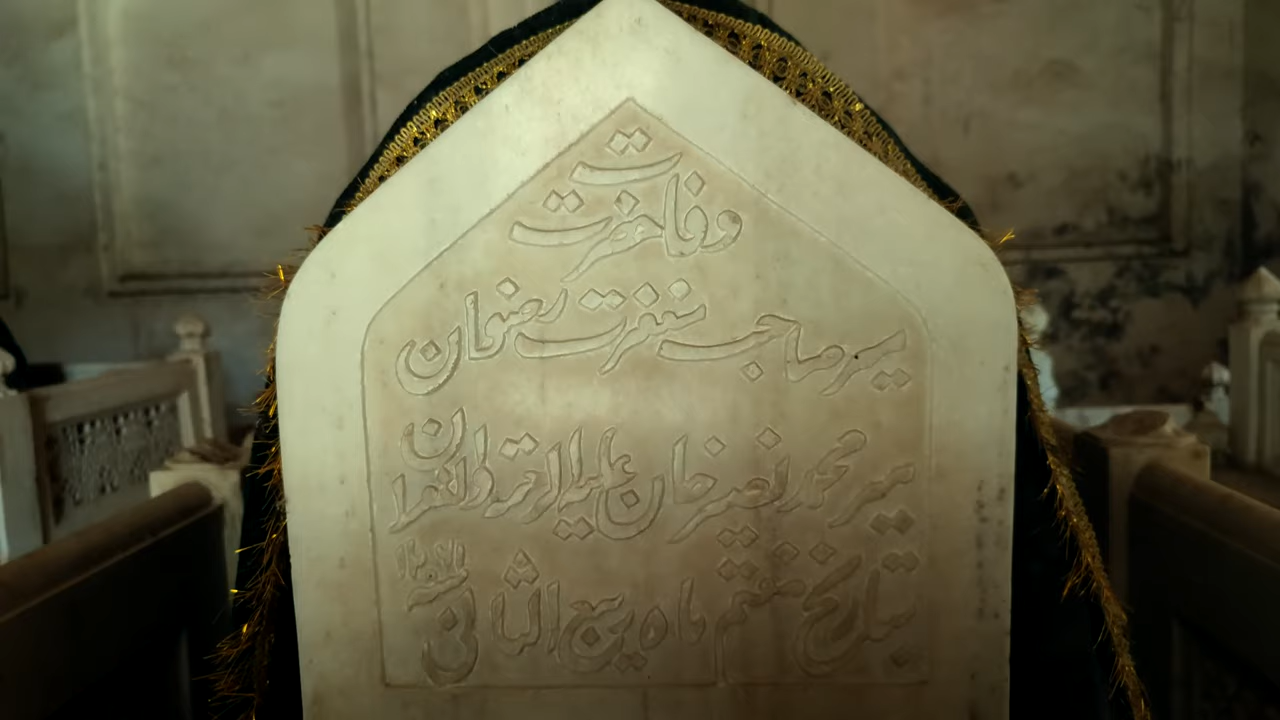 وفات حضرت
میر صاحب مغفرت رضوان
میر محمد نصیر خان علیہ الرحمۃ والغفران
بتاریخ ہفتم ماہ ربیع الثانی